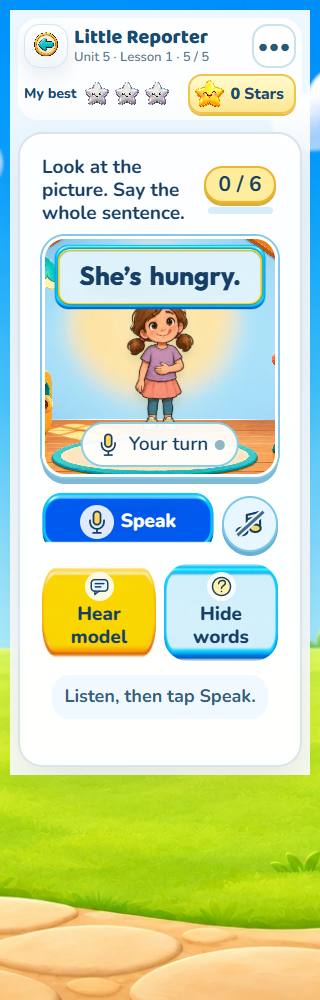 Little Reporter
Unit 5 · Lesson 1 · 5 / 5
My best
0 Stars
Look at the
picture. Say the
whole sentence.
0 / 6
She's hungry.
Your turn
Speak
Hear
model
Hide
words
Listen, then tap Speak.